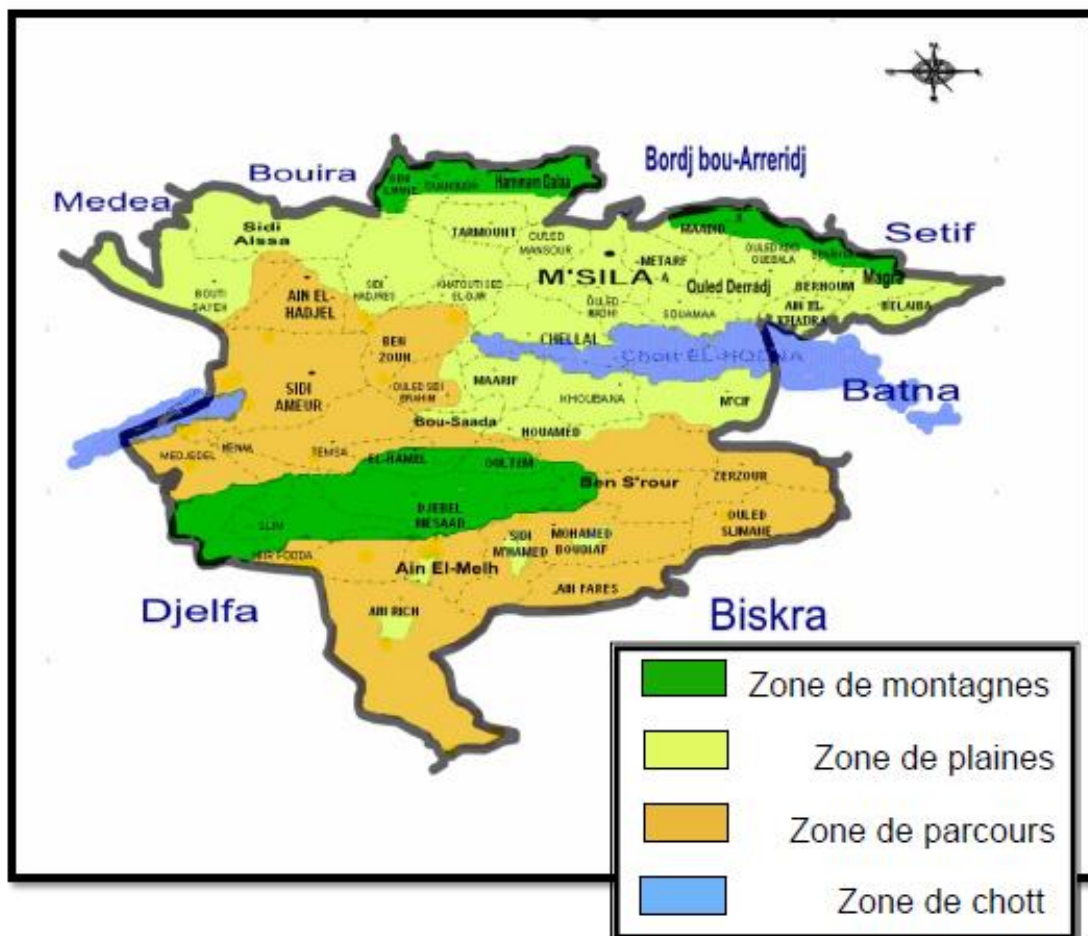 Bordj bou-Arreridj
Bouira
Medea
Setif
Hammam Dalaa
Sidi Aissa
TARMOUNT
OULED MANSOUR
MAADID
M'SILA
METARF
A
Ouled Derradj
BERHOUM
Magra
BELAIBA
AIN EL-HADJEL
SIDI HADJRES
SOUAMAA
AIN EL KHADRA
CHELLAL
Chott EL-HODNA
BEN ZOUH
MAARIF
KHOUBANA
M'CIF
Batna
SIDI AMEUR
OULED SIDI BRAHIM
Bou-Saada
HOUAMED
MEDJEDEL
TEMSA
EL-HAMEL
OULTEM
Ben S'rour
ZERZOUR
DJEBEL MESAAD
OULED SLIMANE
SLIM
SIDI M'HAMED
MOHAMED BOUDIAF
Ain El-Melh
AIN FARES
AIN RICH
Djelfa
Biskra
Zone de montagnes
Zone de plaines
Zone de parcours
Zone de chott